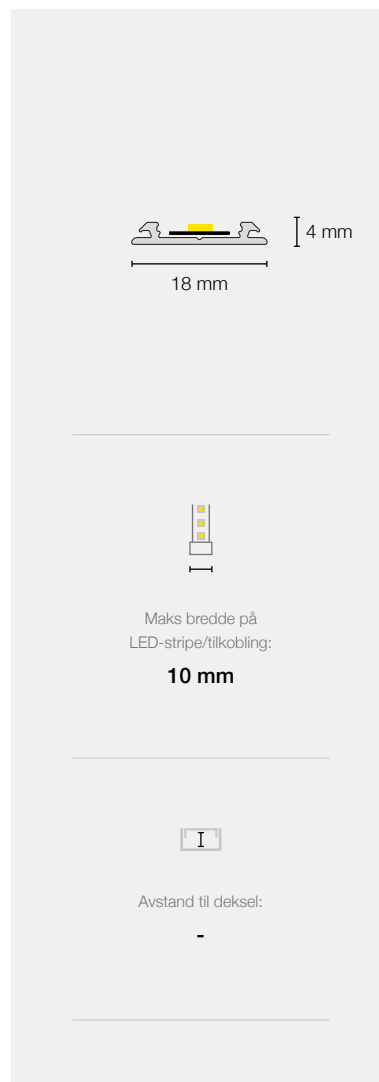 4 mm
18 mm
Maks bredde på
LED-stripe/tilkobling:
10 mm
Avstand til deksel:
-